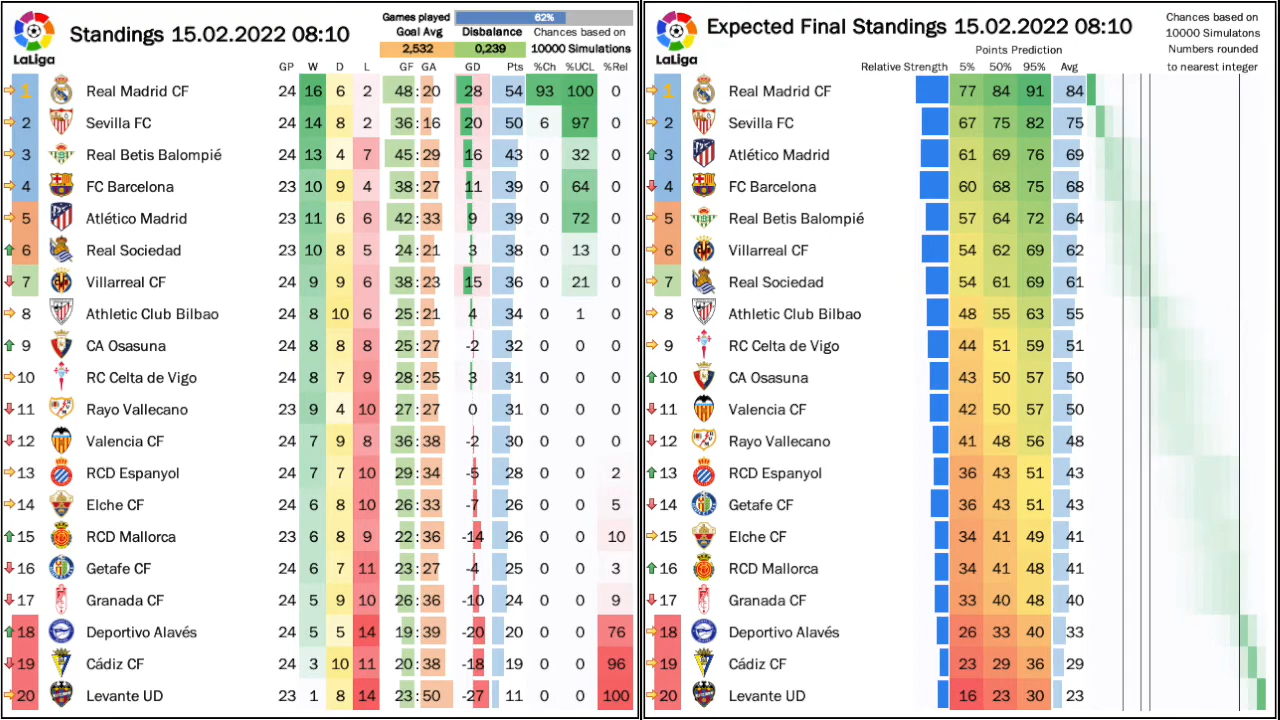 LaLiga
Standings 15.02.2022 08:10
Games played 62%
Goal Avg Disbalance Chances based on
2,532 0,239 10000 Simulations
GP W D L GF GA GD Pts %Ch %UCL %Rel
1 Real Madrid CF 24 16 6 2 48:20 28 54 93 100 0
2 Sevilla FC 24 14 8 2 36:16 20 50 6 97 0
3 Real Betis Balompié 24 13 4 7 45:29 16 43 0 32 0
4 FC Barcelona 23 10 9 4 38:27 11 39 0 64 0
5 Atlético Madrid 23 11 6 6 42:33 9 39 0 72 0
6 Real Sociedad 23 10 8 5 24:21 3 38 0 13 0
7 Villarreal CF 24 9 9 6 38:23 15 36 0 21 0
8 Athletic Club Bilbao 24 8 10 6 25:21 4 34 0 1 0
9 CA Osasuna 24 8 8 8 25:27 -2 32 0 0 0
10 RC Celta de Vigo 24 8 7 9 28:25 3 31 0 0 0
11 Rayo Vallecano 23 9 4 10 27:27 0 31 0 0 0
12 Valencia CF 24 7 9 8 36:38 -2 30 0 0 0
13 RCD Espanyol 24 7 7 10 29:34 -5 28 0 0 2
14 Elche CF 24 6 8 10 26:33 -7 26 0 0 5
15 RCD Mallorca 23 6 8 9 22:36 -14 26 0 0 10
16 Getafe CF 24 6 7 11 23:27 -4 25 0 0 3
17 Granada CF 24 5 9 10 26:36 -10 24 0 0 9
18 Deportivo Alavés 24 5 5 14 19:39 -20 20 0 0 76
19 Cádiz CF 24 3 10 11 20:38 -18 19 0 0 96
20 Levante UD 23 1 8 14 23:50 -27 11 0 0 100
LaLiga
Expected Final Standings 15.02.2022 08:10
Chances based on
10000 Simulatons
Numbers rounded
to nearest integer
Points Prediction
Relative Strength 5% 50% 95% Avg
1 Real Madrid CF 77 84 91 84
2 Sevilla FC 67 75 82 75
3 Atlético Madrid 61 69 76 69
4 FC Barcelona 60 68 75 68
5 Real Betis Balompié 57 64 72 64
6 Villarreal CF 54 62 69 62
7 Real Sociedad 54 61 69 61
8 Athletic Club Bilbao 48 55 63 55
9 RC Celta de Vigo 44 51 59 51
10 CA Osasuna 43 50 57 50
11 Valencia CF 42 50 57 50
12 Rayo Vallecano 41 48 56 48
13 RCD Espanyol 36 43 51 43
14 Getafe CF 36 43 51 43
15 Elche CF 34 41 49 41
16 RCD Mallorca 34 41 48 41
17 Granada CF 33 40 48 40
18 Deportivo Alavés 26 33 40 33
19 Cádiz CF 23 29 36 29
20 Levante UD 16 23 30 23